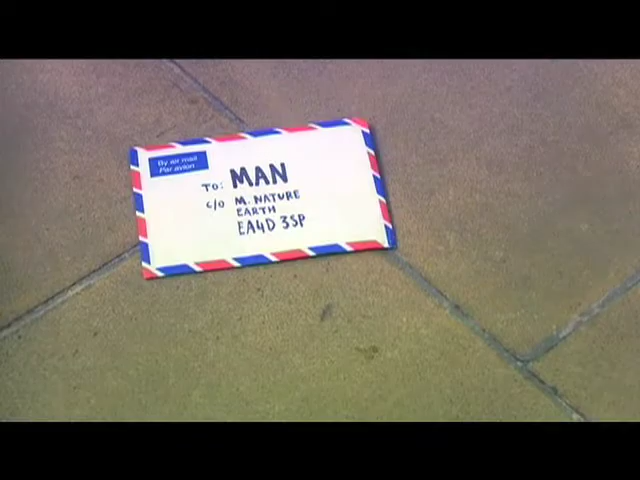 By air mail
Par avion
TO: MAN
C/O M. NATURE
EARTH
EA4D 3SP